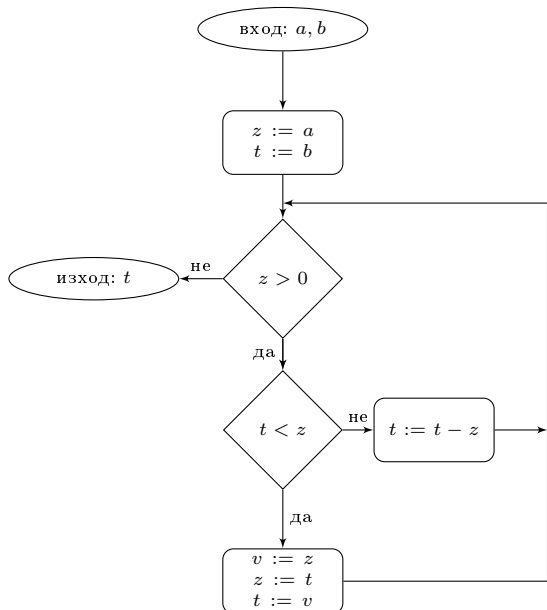 вход: a, b
z := a
t := b
z > 0
не
изход: t
да
t < z
не
t := t − z
да
v := z
z := t
t := v